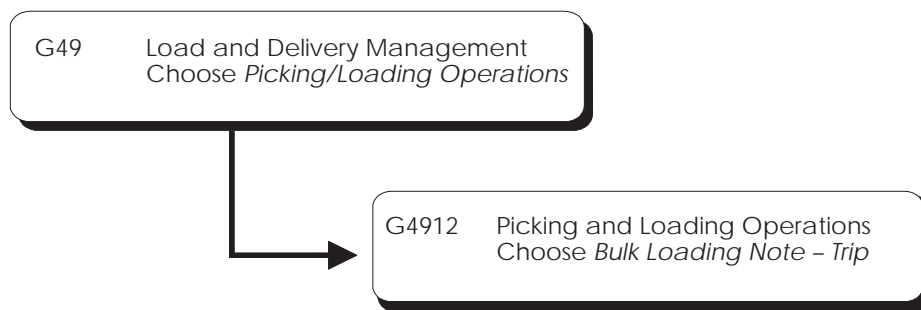 G49 Load and Delivery Management
Choose Picking/Loading Operations
G4912 Picking and Loading Operations
Choose Bulk Loading Note – Trip